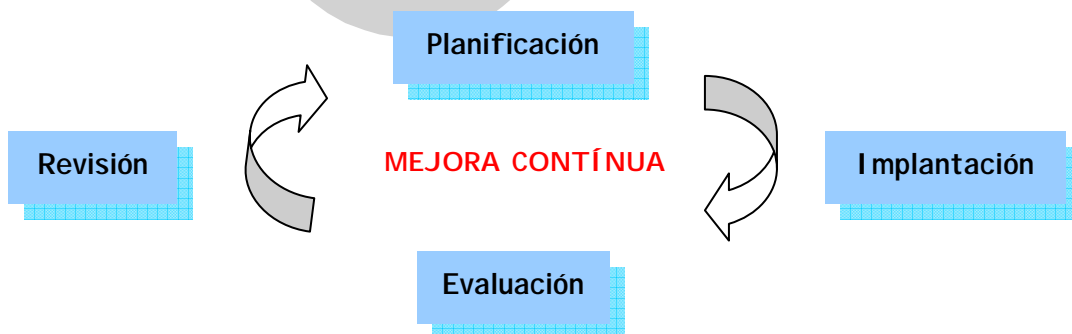 Planificación
Revisión
MEJORA CONTÍNUA
Implantación
Evaluación